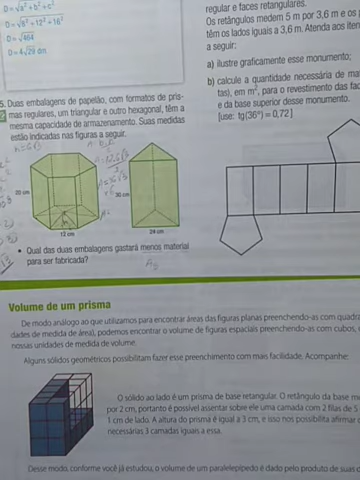 D=√a²+b²+c²
D=√8²+12²+16²
D=√464
D=4√29 cm
5. Duas embalagens de papelão, com formatos de pris-
mas regulares, um triangular e outro hexagonal, têm a
mesma capacidade de armazenamento. Suas medidas
estão indicadas nas figuras a seguir.
20 cm
12 cm
30 cm
24 cm
• Qual das duas embalagens gastará menos material
para ser fabricada?
regular e faces retangulares.
Os retângulos medem 5 m por 3,6 m e os
têm os lados iguais a 3,6 m. Atenda aos iten
a seguir:
a) ilustre graficamente esse monumento;
b) calcule a quantidade necessária de ma
tas), em m², para o revestimento das fac
e da base superior desse monumento.
[use: tg(36º) = 0,72]
Volume de um prisma
De modo análogo ao que utilizamos para encontrar áreas das figuras planas preenchendo-as com quadra
dades de medida de área), podemos encontrar o volume de figuras espaciais preenchendo-as com cubos,
nossas unidades de medida de volume.
Alguns sólidos geométricos possibilitam fazer esse preenchimento com mais facilidade. Acompanhe:
O sólido ao lado é um prisma de base retangular. O retângulo da base me
por 2 cm, portanto é possível assentar sobre ele uma camada com 2 filas de 5
1 cm de lado. A altura do prisma é igual a 3 cm, e isso nos possibilita afirmar
necessárias 3 camadas iguais a essa.
Desse modo, conforme você já estudou, o volume de um paralelepípedo é dado pelo produto de suas